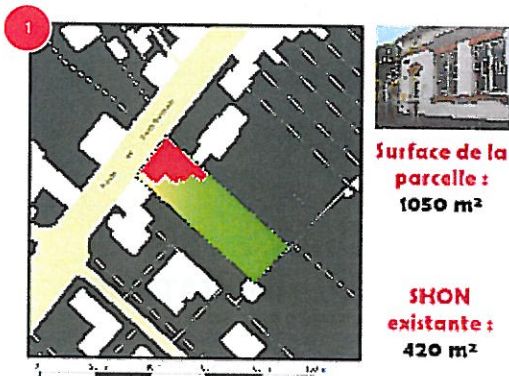 1
Surface de la
parcelle :
1050 m²
SHON
existante :
420 m²